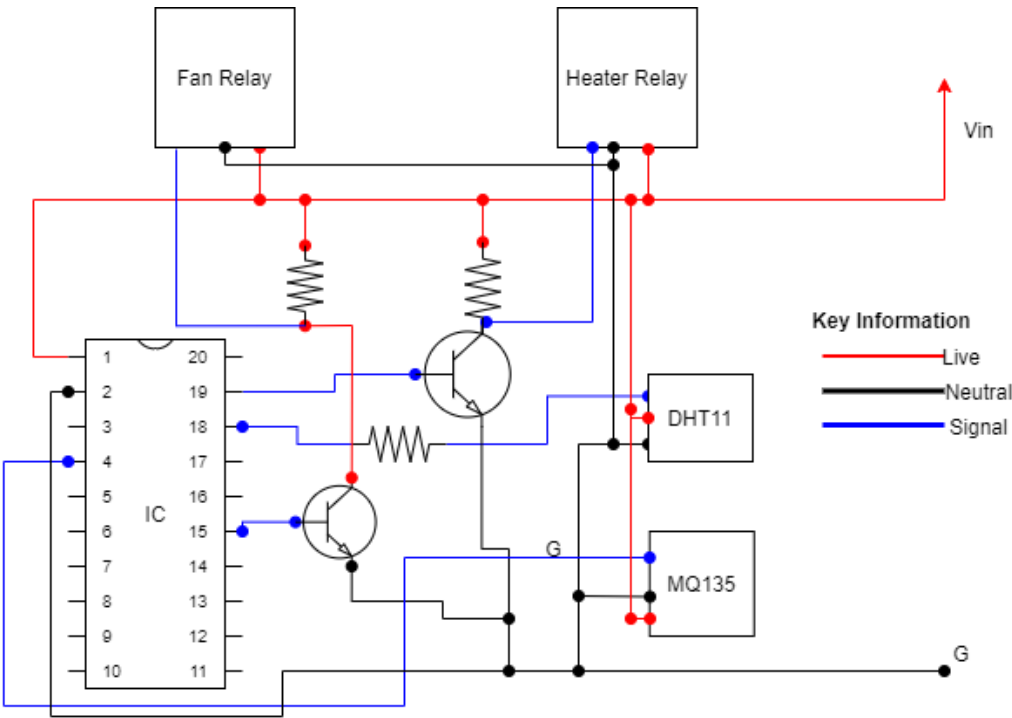 Fan Relay
Heater Relay
Vin
Key Information
Live
Neutral
Signal
1 20
2 19
3 18
4 17
5 16
IC
6 15
7 14
8 13
9 12
10 11
DHT11
G
MQ135
G